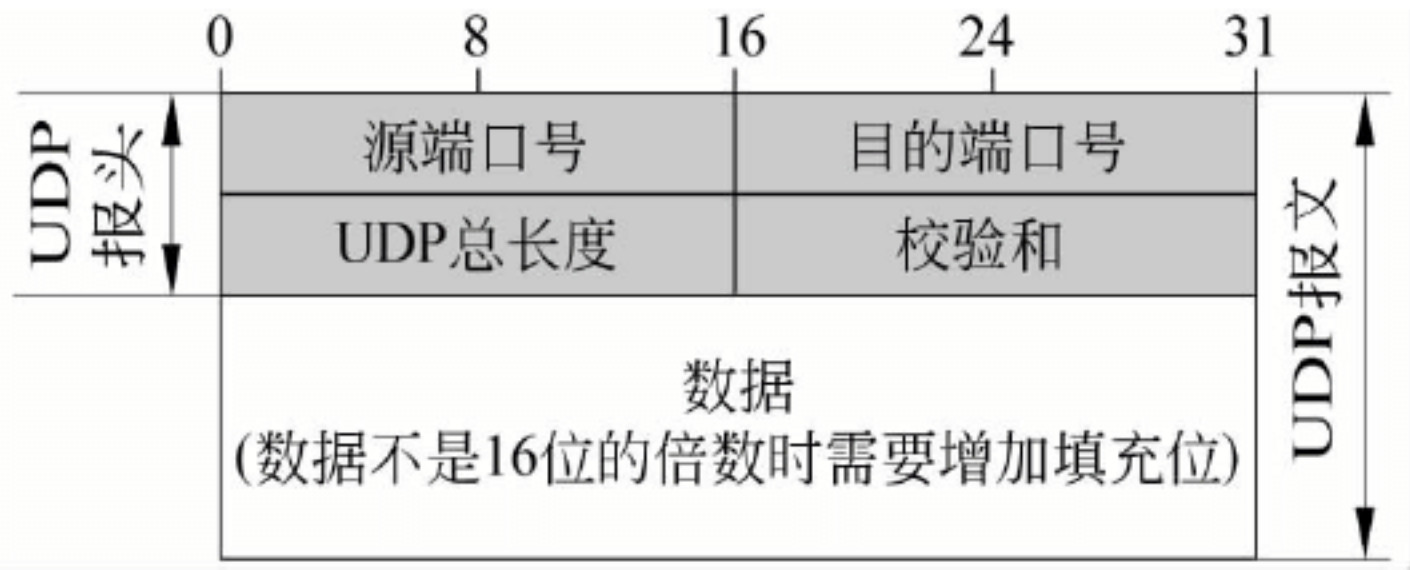 0 8 16 24 31
UDP
报头
源端口号 目的端口号
UDP总长度 校验和
数据
(数据不是16位的倍数时需要增加填充位)
UDP报文